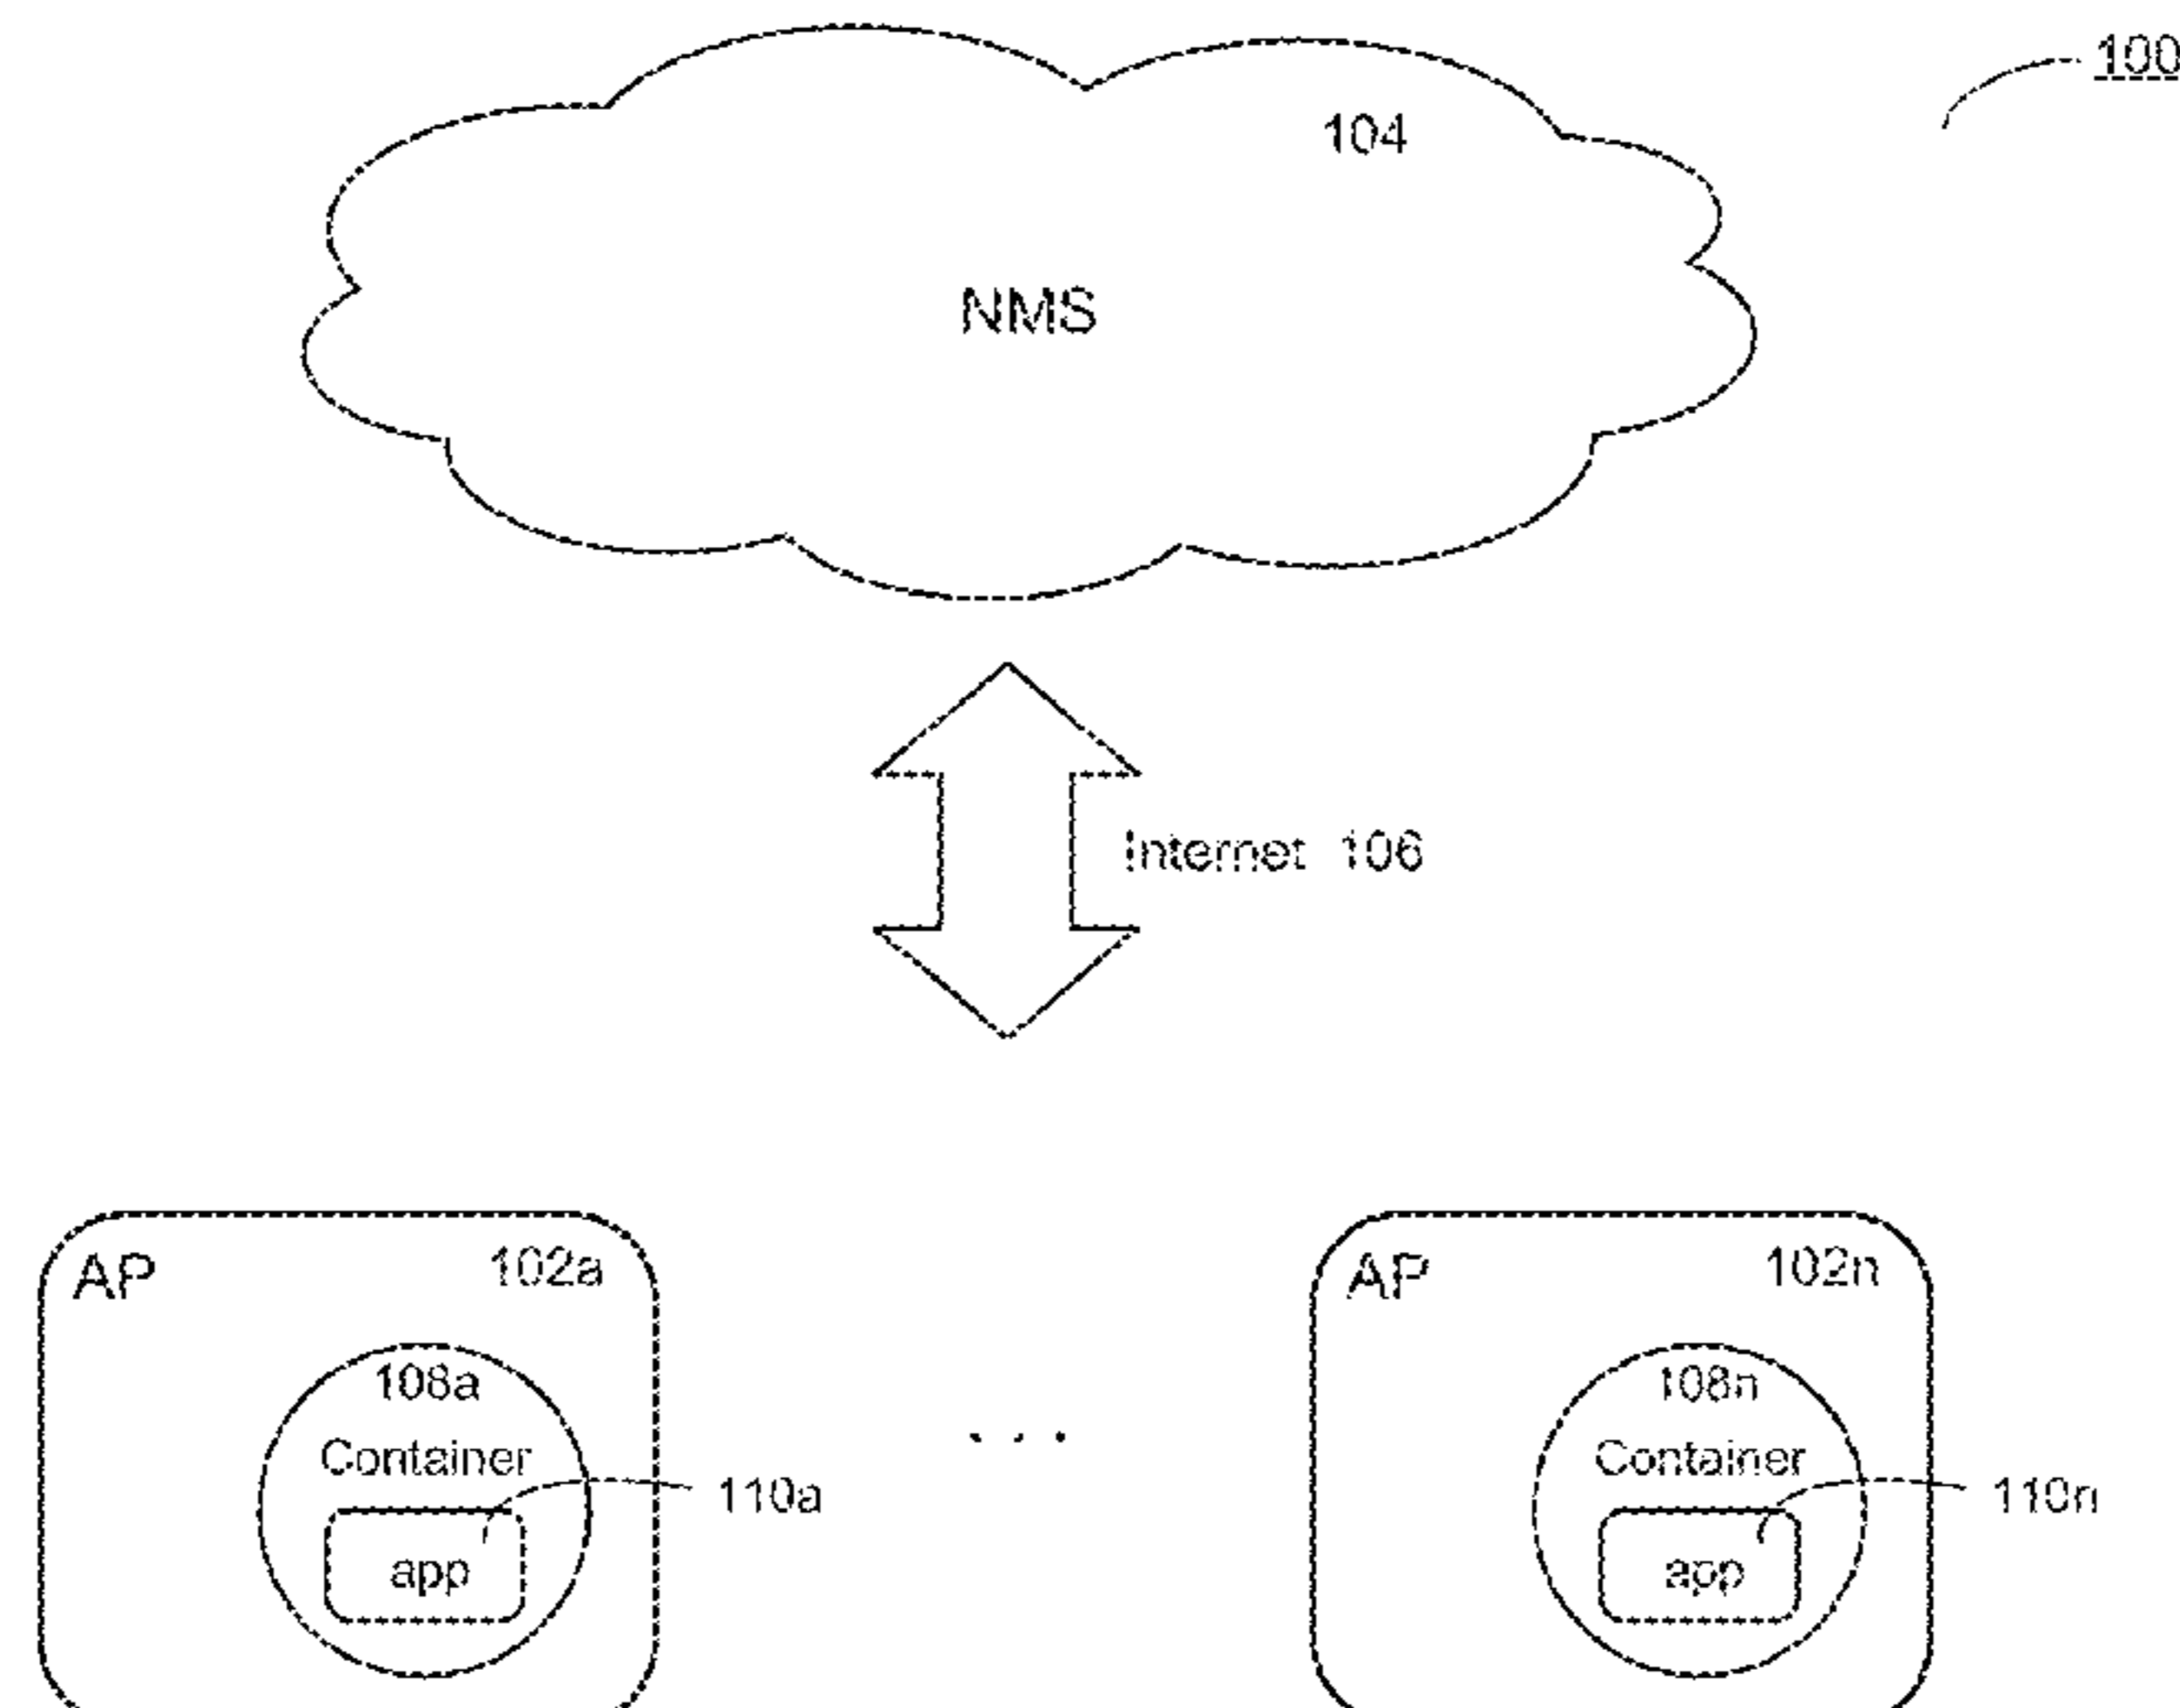 100
104
NMS
Internet 106
AP 102a
108a
Container
110a
app
. . .
AP 102n
108n
Container
110n
app